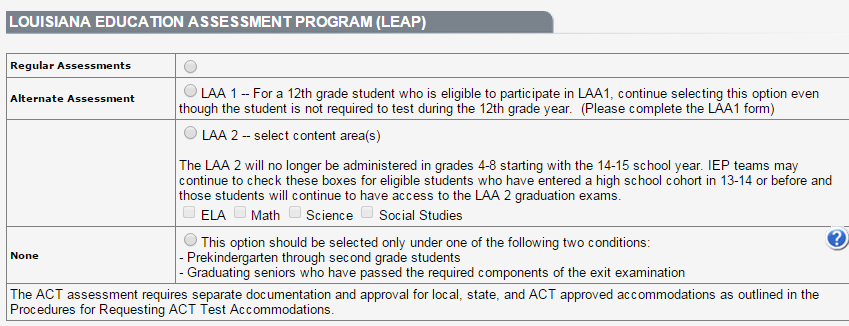 LOUISIANA EDUCATION ASSESSMENT PROGRAM (LEAP)
Regular Assessments
Alternate Assessment
LAA 1 -- For a 12th grade student who is eligible to participate in LAA1, continue selecting this option even
though the student is not required to test during the 12th grade year. (Please complete the LAA1 form)
LAA 2 -- select content area(s)
The LAA 2 will no longer be administered in grades 4-8 starting with the 14-15 school year. IEP teams may
continue to check these boxes for eligible students who have entered a high school cohort in 13-14 or before and
those students will continue to have access to the LAA 2 graduation exams.
ELA Math Science Social Studies
None
This option should be selected only under one of the following two conditions:
- Prekindergarten through second grade students
- Graduating seniors who have passed the required components of the exit examination
?
The ACT assessment requires separate documentation and approval for local, state, and ACT approved accommodations as outlined in the
Procedures for Requesting ACT Test Accommodations.